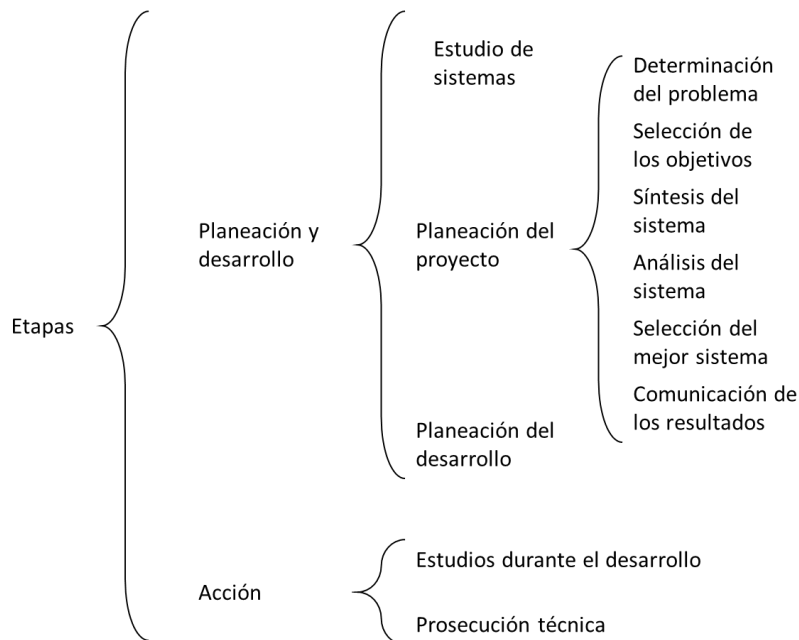 Etapas
Planeación y
desarrollo
Estudio de
sistemas
Planeación del
proyecto
Determinación
del problema
Selección de
los objetivos
Síntesis del
sistema
Análisis del
sistema
Selección del
mejor sistema
Comunicación de
los resultados
Planeación del
desarrollo
Acción
Estudios durante el desarrollo
Prosecución técnica